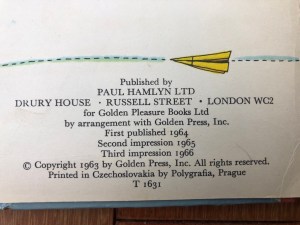 Published by
PAUL HAMLYN LTD
DRURY HOUSE • RUSSELL STREET • LONDON WC2
for Golden Pleasure Books Ltd
by arrangement with Golden Press, Inc.
First published 1964
Second impression 1965
Third impression 1966
© Copyright 1963 by Golden Press, Inc. All rights reserved.
Printed in Czechoslovakia by Polygrafia, Prague
T 1631